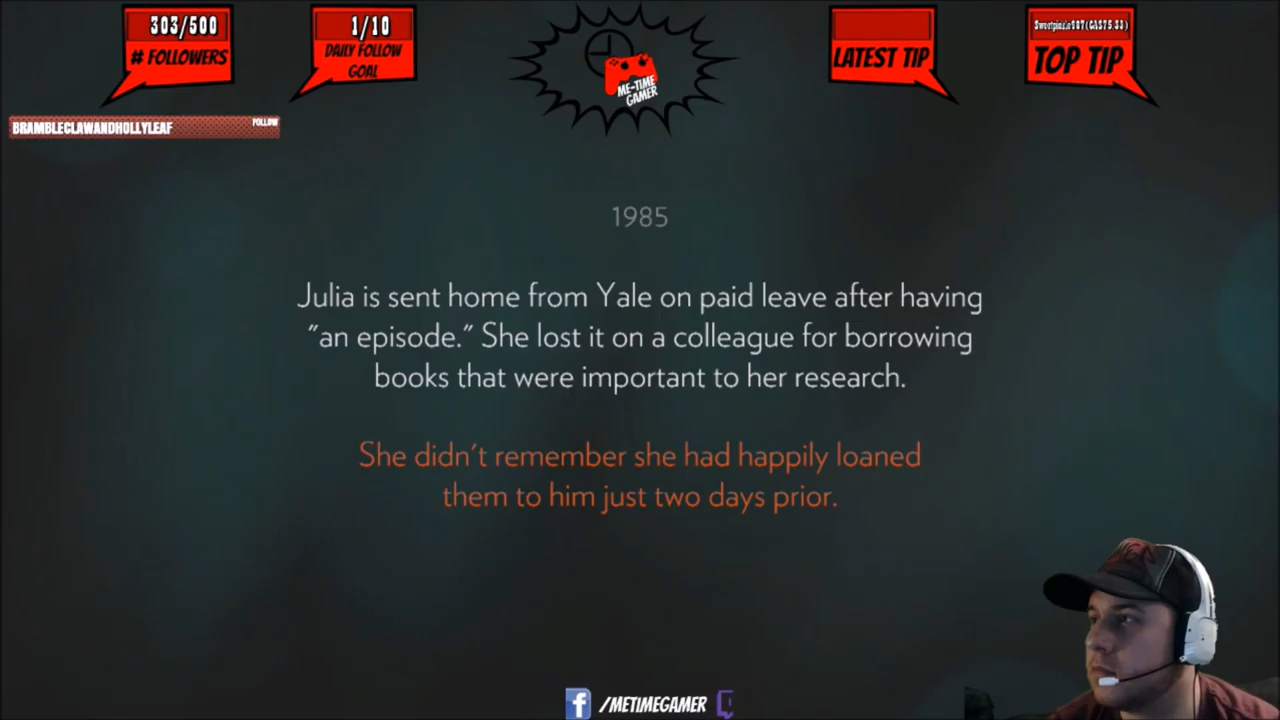 303/500
# FOLLOWERS
1/10
DAILY FOLLOW
GOAL
ME-TIME
GAMER
LATEST TIP
TOP TIP
BRAMBLECLAWANDHOLLYLEAF
FOLLOW
1985
Julia is sent home from Yale on paid leave after having
"an episode." She lost it on a colleague for borrowing
books that were important to her research.
She didn't remember she had happily loaned
them to him just two days prior.
/METIMEGAMER